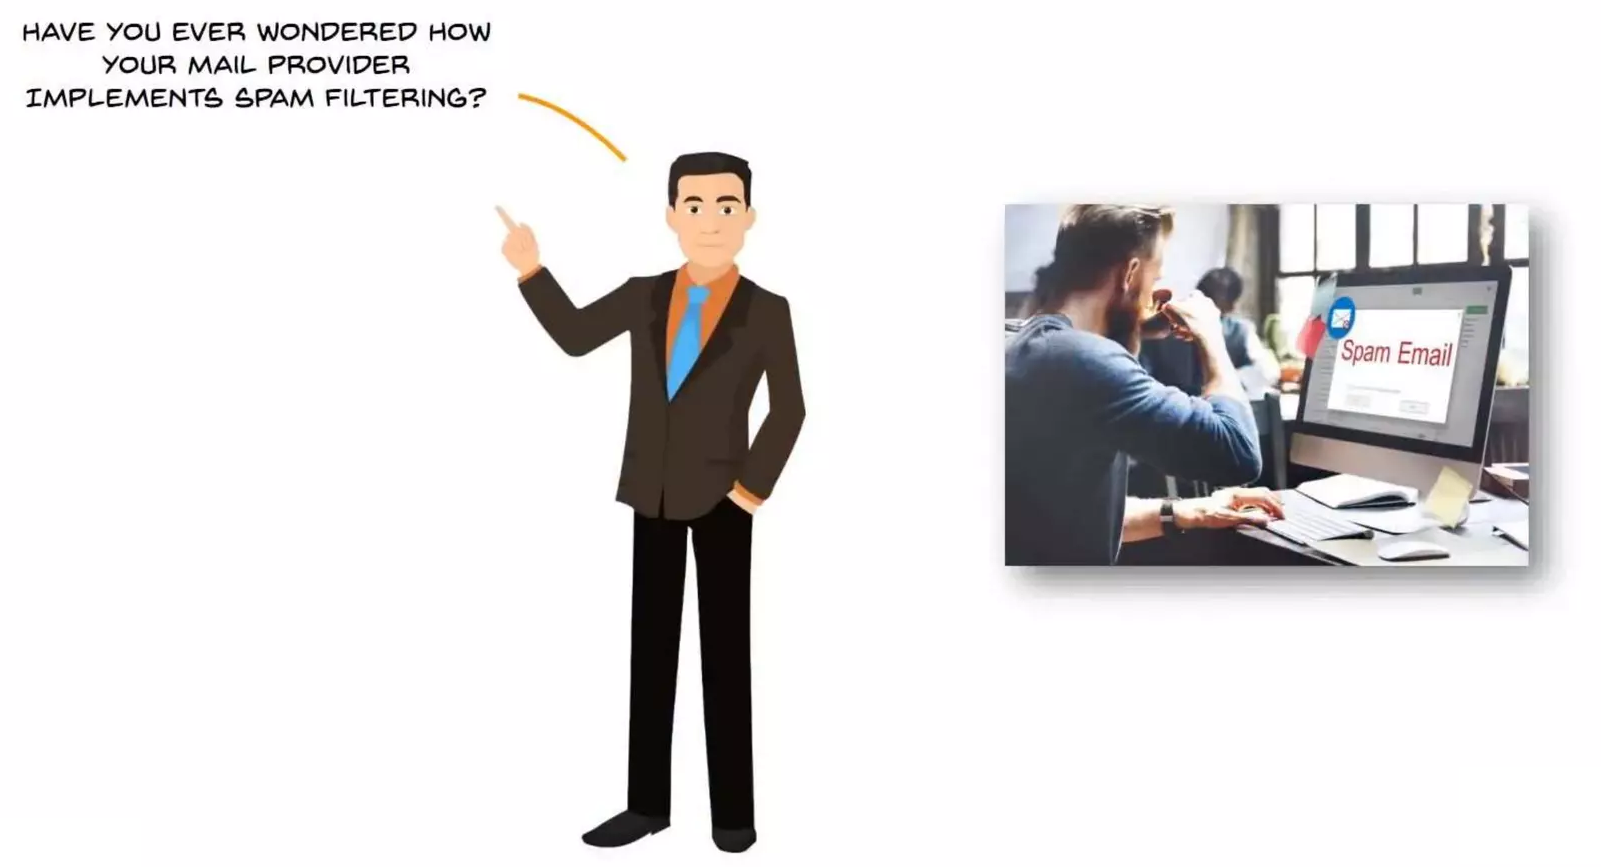 HAVE YOU EVER WONDERED HOW
YOUR MAIL PROVIDER
IMPLEMENTS SPAM FILTERING?
Spam Email